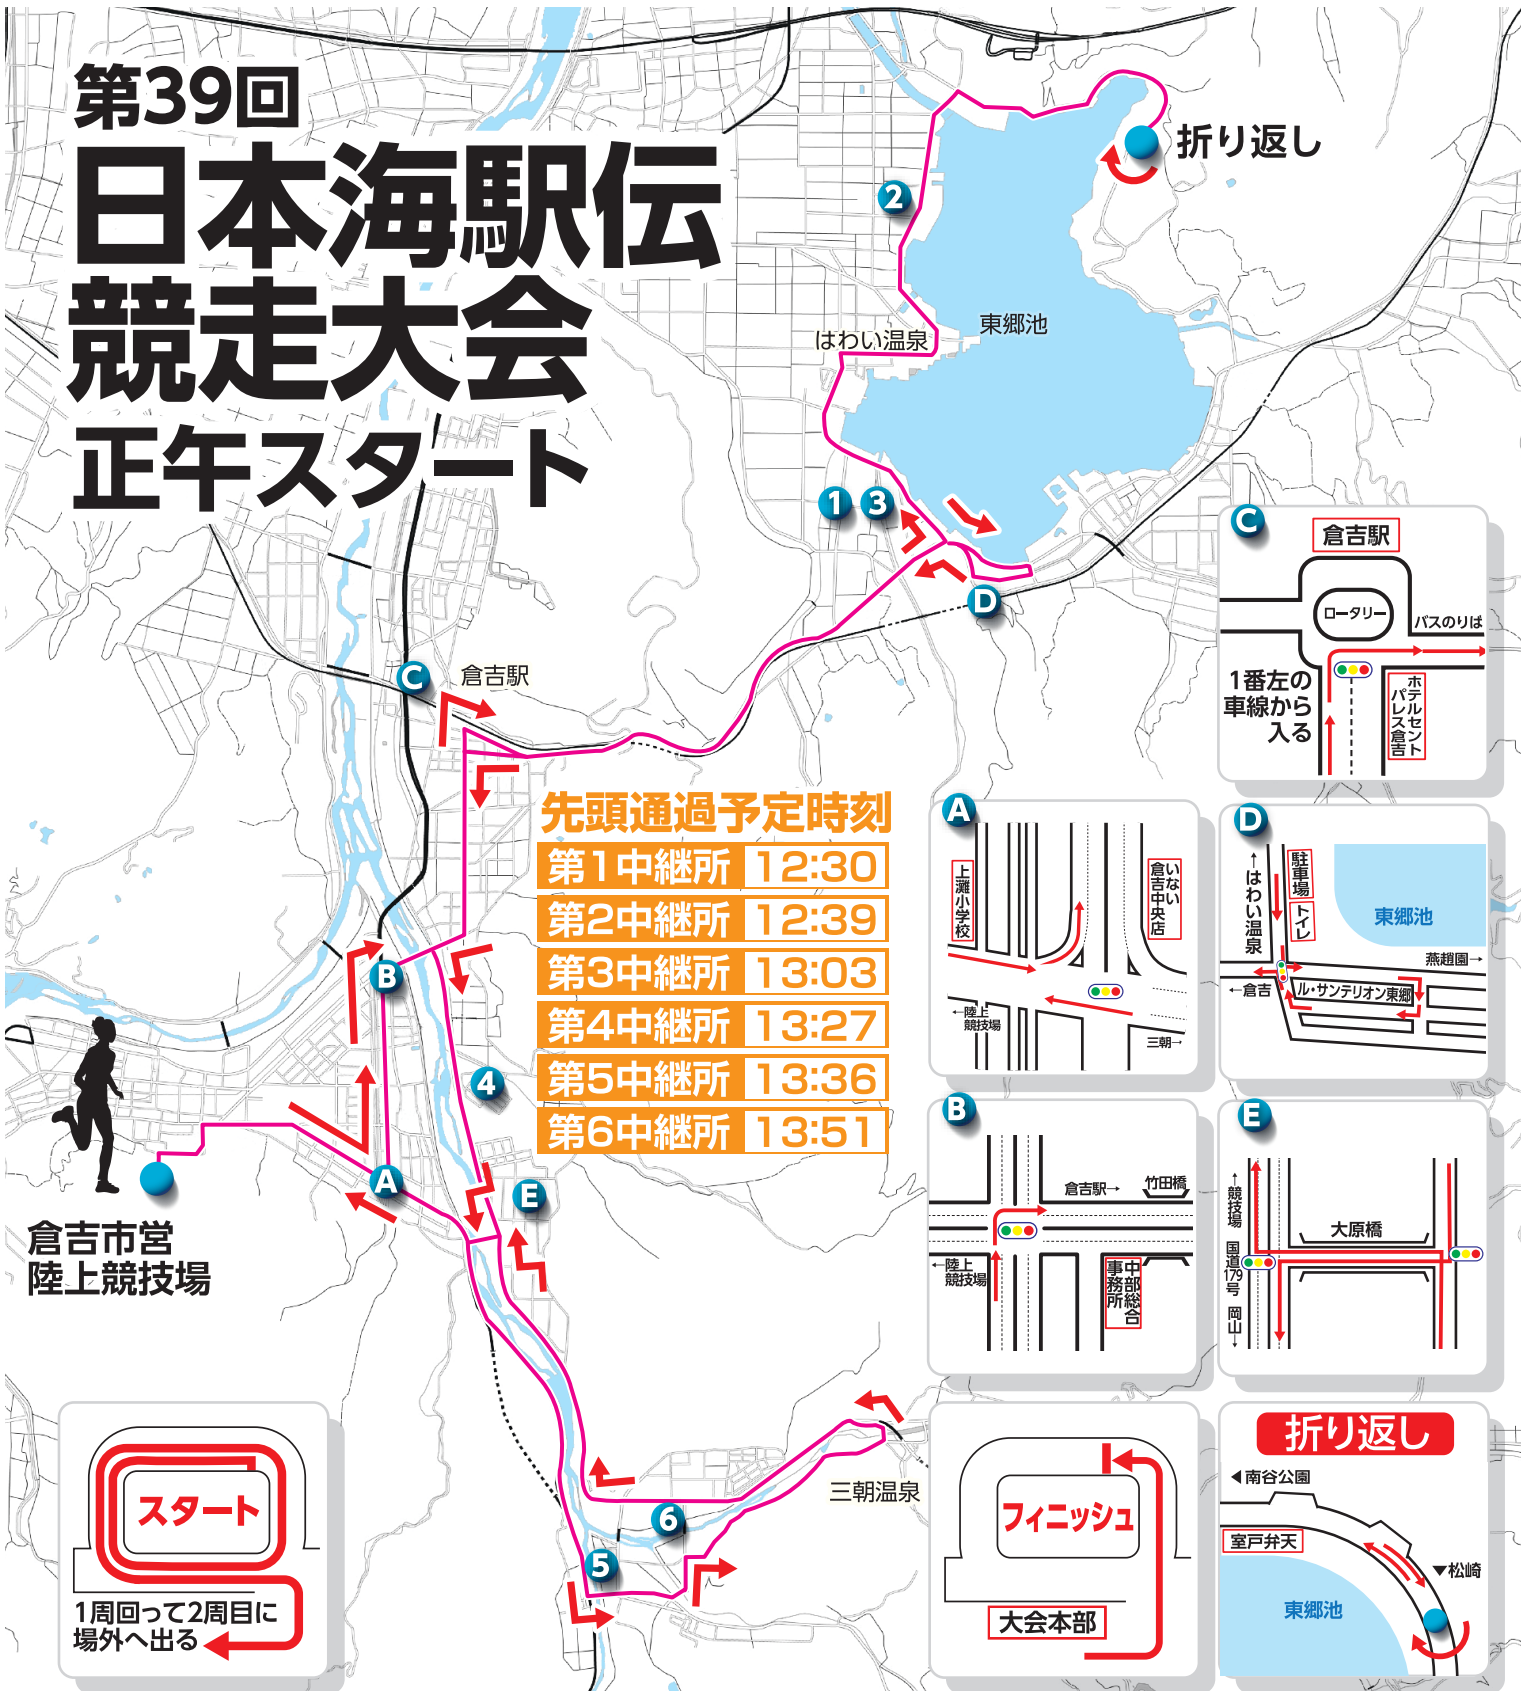 第39回
日本海駅伝
競走大会
正午スタート
折り返し
2
東郷池
はわい温泉
1
3
D
C
倉吉駅
先頭通過予定時刻
第1中継所 12:30
第2中継所 12:39
第3中継所 13:03
第4中継所 13:27
第5中継所 13:36
第6中継所 13:51
B
4
A
E
倉吉市営
陸上競技場
三朝温泉
6
5
スタート
1周回って2周目に
場外へ出る
C
倉吉駅
ロータリー
バスのりば
1番左の
車線から
入る
ホテルセント
パレス倉吉
A
上灘小学校
いない
倉吉中央店
←陸上
競技場
三朝→
D
←はわい温泉
駐車場
トイレ
東郷池
燕趙園→
←倉吉
ル・サンテリオン東郷
B
倉吉駅→
竹田橋
←陸上
競技場
中部総合
事務所
E
←競技場
国道179号
岡山→
大原橋
フィニッシュ
大会本部
折り返し
◀南谷公園
室戸弁天
▼松崎
東郷池